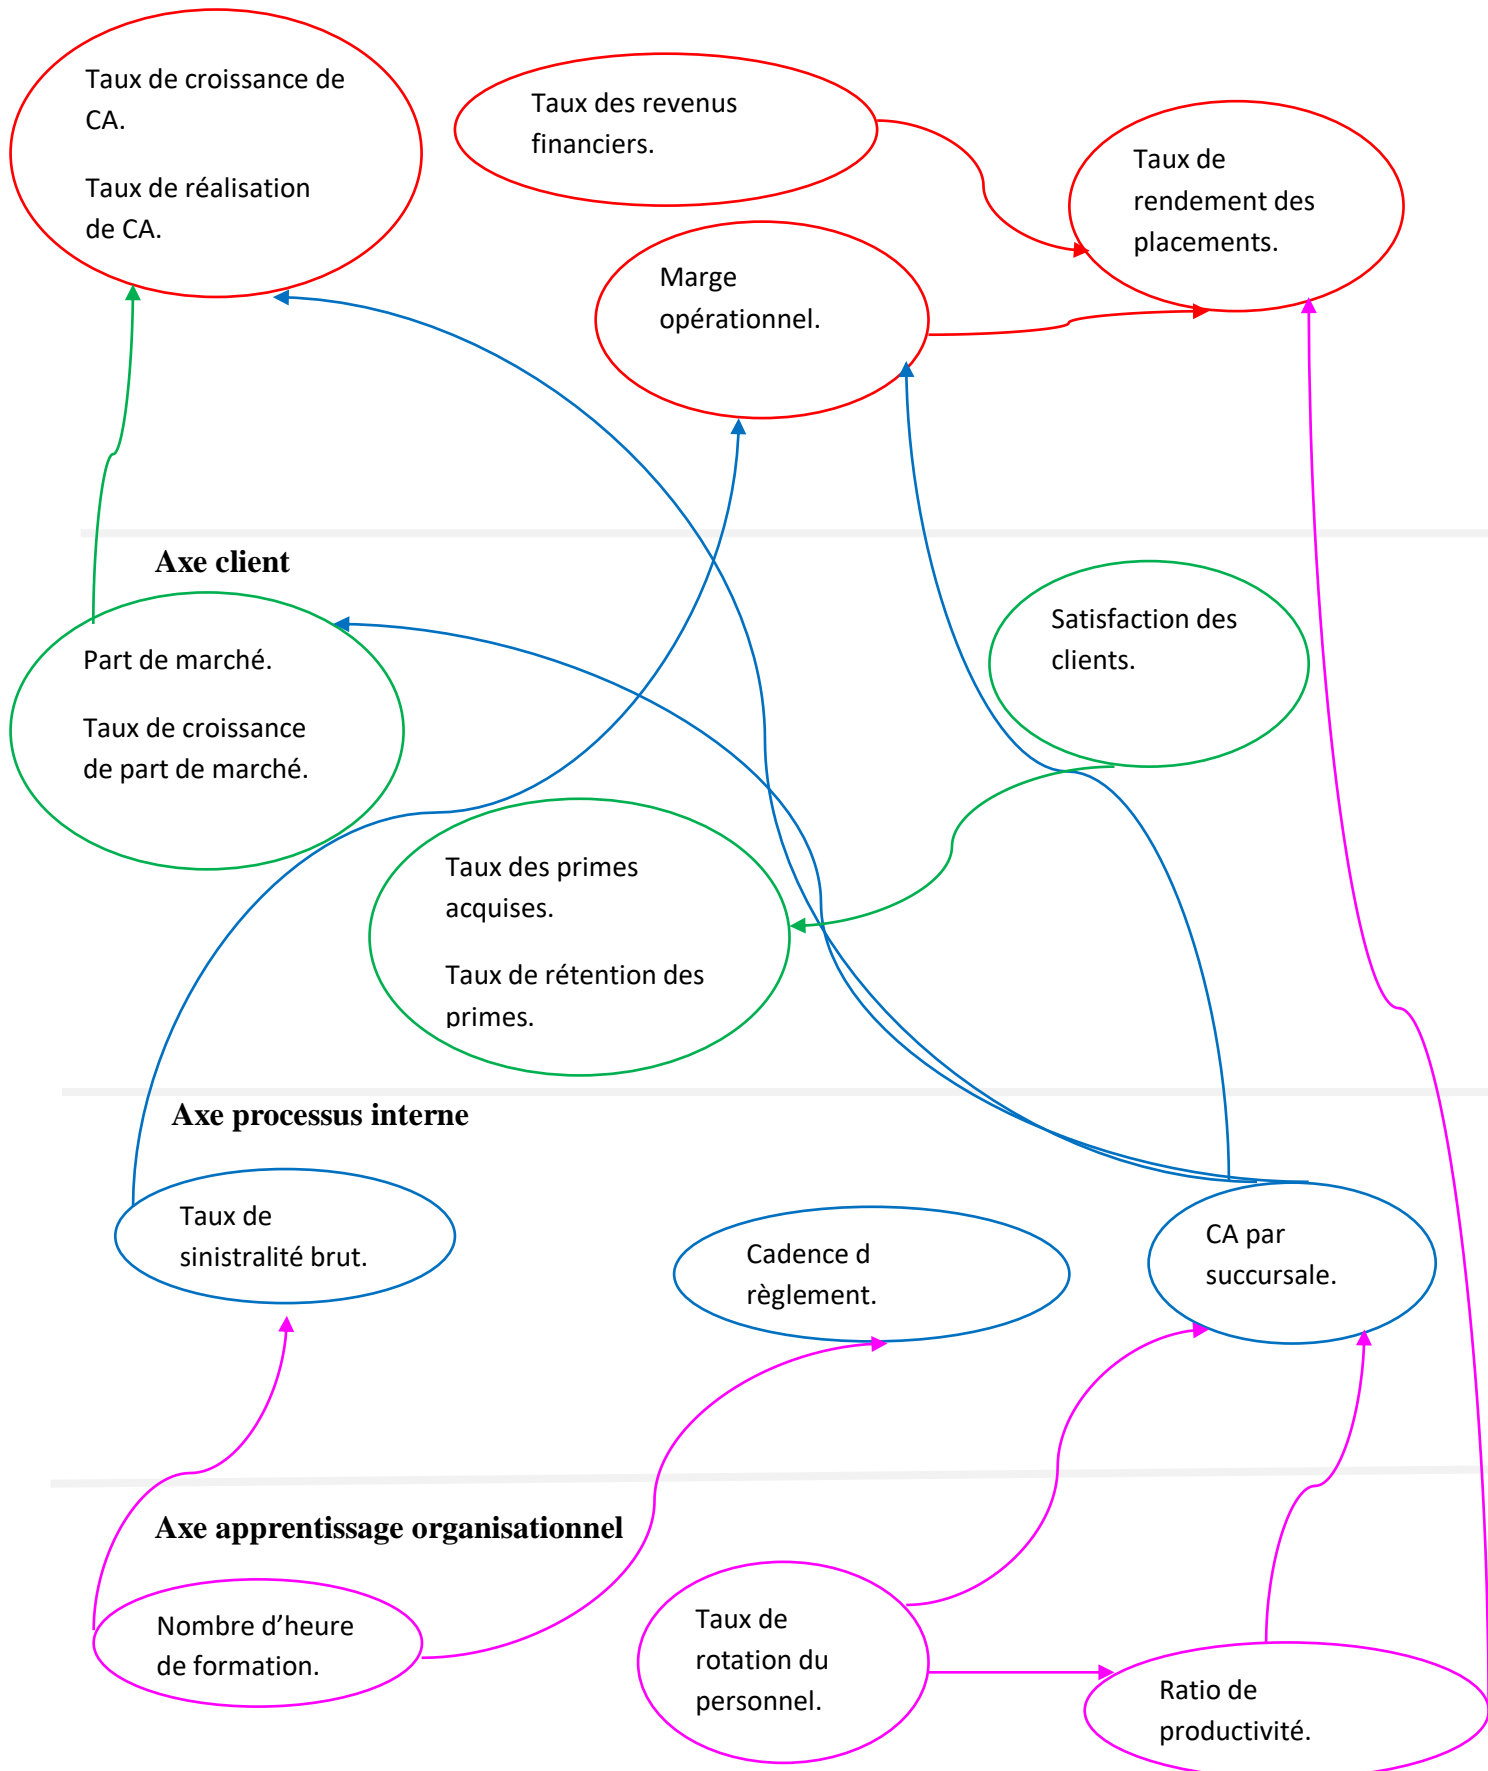 Taux de croissance de
CA.
Taux de réalisation
de CA.
Taux des revenus
financiers.
Taux de
rendement des
placements.
Marge
opérationnel.
Axe client
Part de marché.
Taux de croissance
de part de marché.
Satisfaction des
clients.
Taux des primes
acquises.
Taux de rétention des
primes.
Axe processus interne
Taux de
sinistralité brut.
Cadence d
règlement.
CA par
succursale.
Axe apprentissage organisationnel
Nombre d’heure
de formation.
Taux de
rotation du
personnel.
Ratio de
productivité.